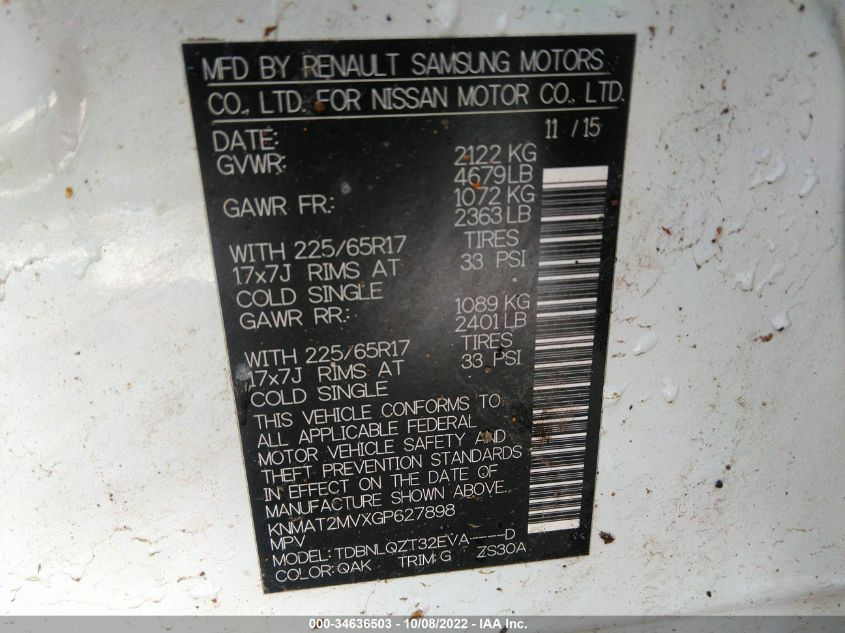 MFD BY RENAULT SAMSUNG MOTORS
CO., LTD. FOR NISSAN MOTOR CO., LTD.
DATE: 11 / 15
GVWR: 2122 KG
4679 LB
GAWR FR.: 1072 KG
2363 LB
WITH 225/65R17 TIRES
17x7J RIMS AT 33 PSI
COLD SINGLE
GAWR RR.: 1089 KG
2401 LB
WITH 225/65R17 TIRES
17x7J RIMS AT 33 PSI
COLD SINGLE
THIS VEHICLE CONFORMS TO
ALL APPLICABLE FEDERAL
MOTOR VEHICLE SAFETY AND
THEFT PREVENTION STANDARDS
IN EFFECT ON THE DATE OF
MANUFACTURE SHOWN ABOVE.
KNMAT2MVXGP627898
MPV
MODEL: TDBNLQZT32EVA----D
COLOR: QAK TRIM: G ZS30A
000-34636503 - 10/08/2022 - IAA Inc.